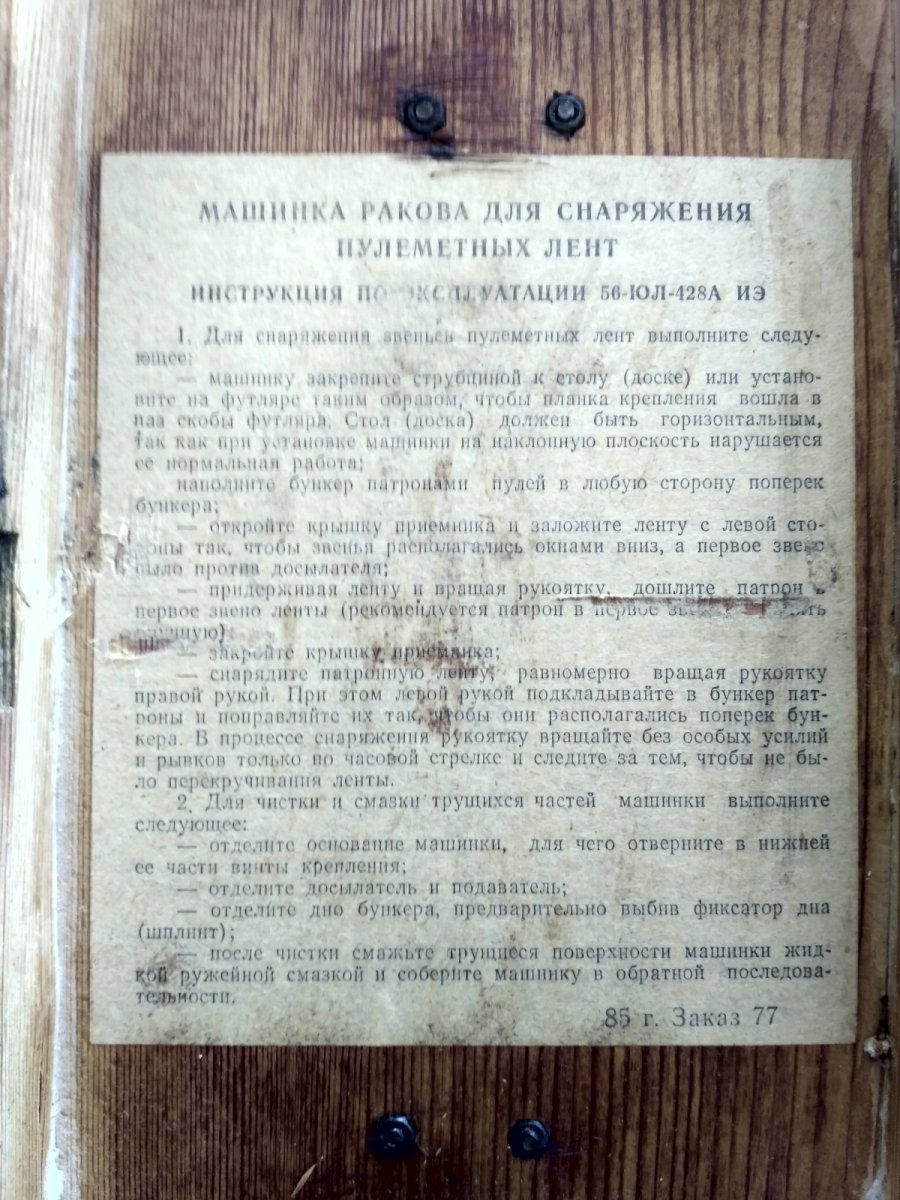 МАШИНКА РАКОВА ДЛЯ СНАРЯЖЕНИЯ
ПУЛЕМЕТНЫХ ЛЕНТ
ИНСТРУКЦИЯ ПО ЭКСПЛУАТАЦИИ 56-ЮЛ-428А ИЭ
1. Для снаряжения звеньев пулеметных лент выполните следу-
ющее:
— машинку закрепите струбциной к столу (доске) или устано-
вите на футляре таким образом, чтобы планка крепления вошла в
паз скобы футляра. Стол (доска) должен быть горизонтальным,
так как при установке машинки на наклонную плоскость нарушается
ее нормальная работа;
наполните бункер патронами пулей в любую сторону поперек
бункера;
— откройте крышку приемника и заложите ленту с левой сто-
роны так, чтобы звенья располагались окнами вниз, а первое звено
было против досылателя;
— придерживая ленту и вращая рукоятку, дошлите патрон в
первое звено ленты (рекомендуется патрон в первое
вручную);
— закройте крышку приемника;
— снарядите патронную ленту, равномерно вращая рукоятку
правой рукой. При этом левой рукой подкладывайте в бункер пат-
роны и поправляйте их так, чтобы они располагались поперек бун-
кера. В процессе снаряжения рукоятку вращайте без особых усилий
и рывков только по часовой стрелке и следите за тем, чтобы не бы-
ло перекручивания ленты.
2. Для чистки и смазки трущихся частей машинки выполните
следующее:
— отделите основание машинки, для чего отверните в нижней
ее части винты крепления;
— отделите досылатель и подаватель;
— отделите дно бункера, предварительно выбив фиксатор дна
(шплинт);
— после чистки смажьте трущиеся поверхности машинки жид-
кой ружейной смазкой и соберите машинку в обратной последова-
тельности.
85 г. Заказ 77